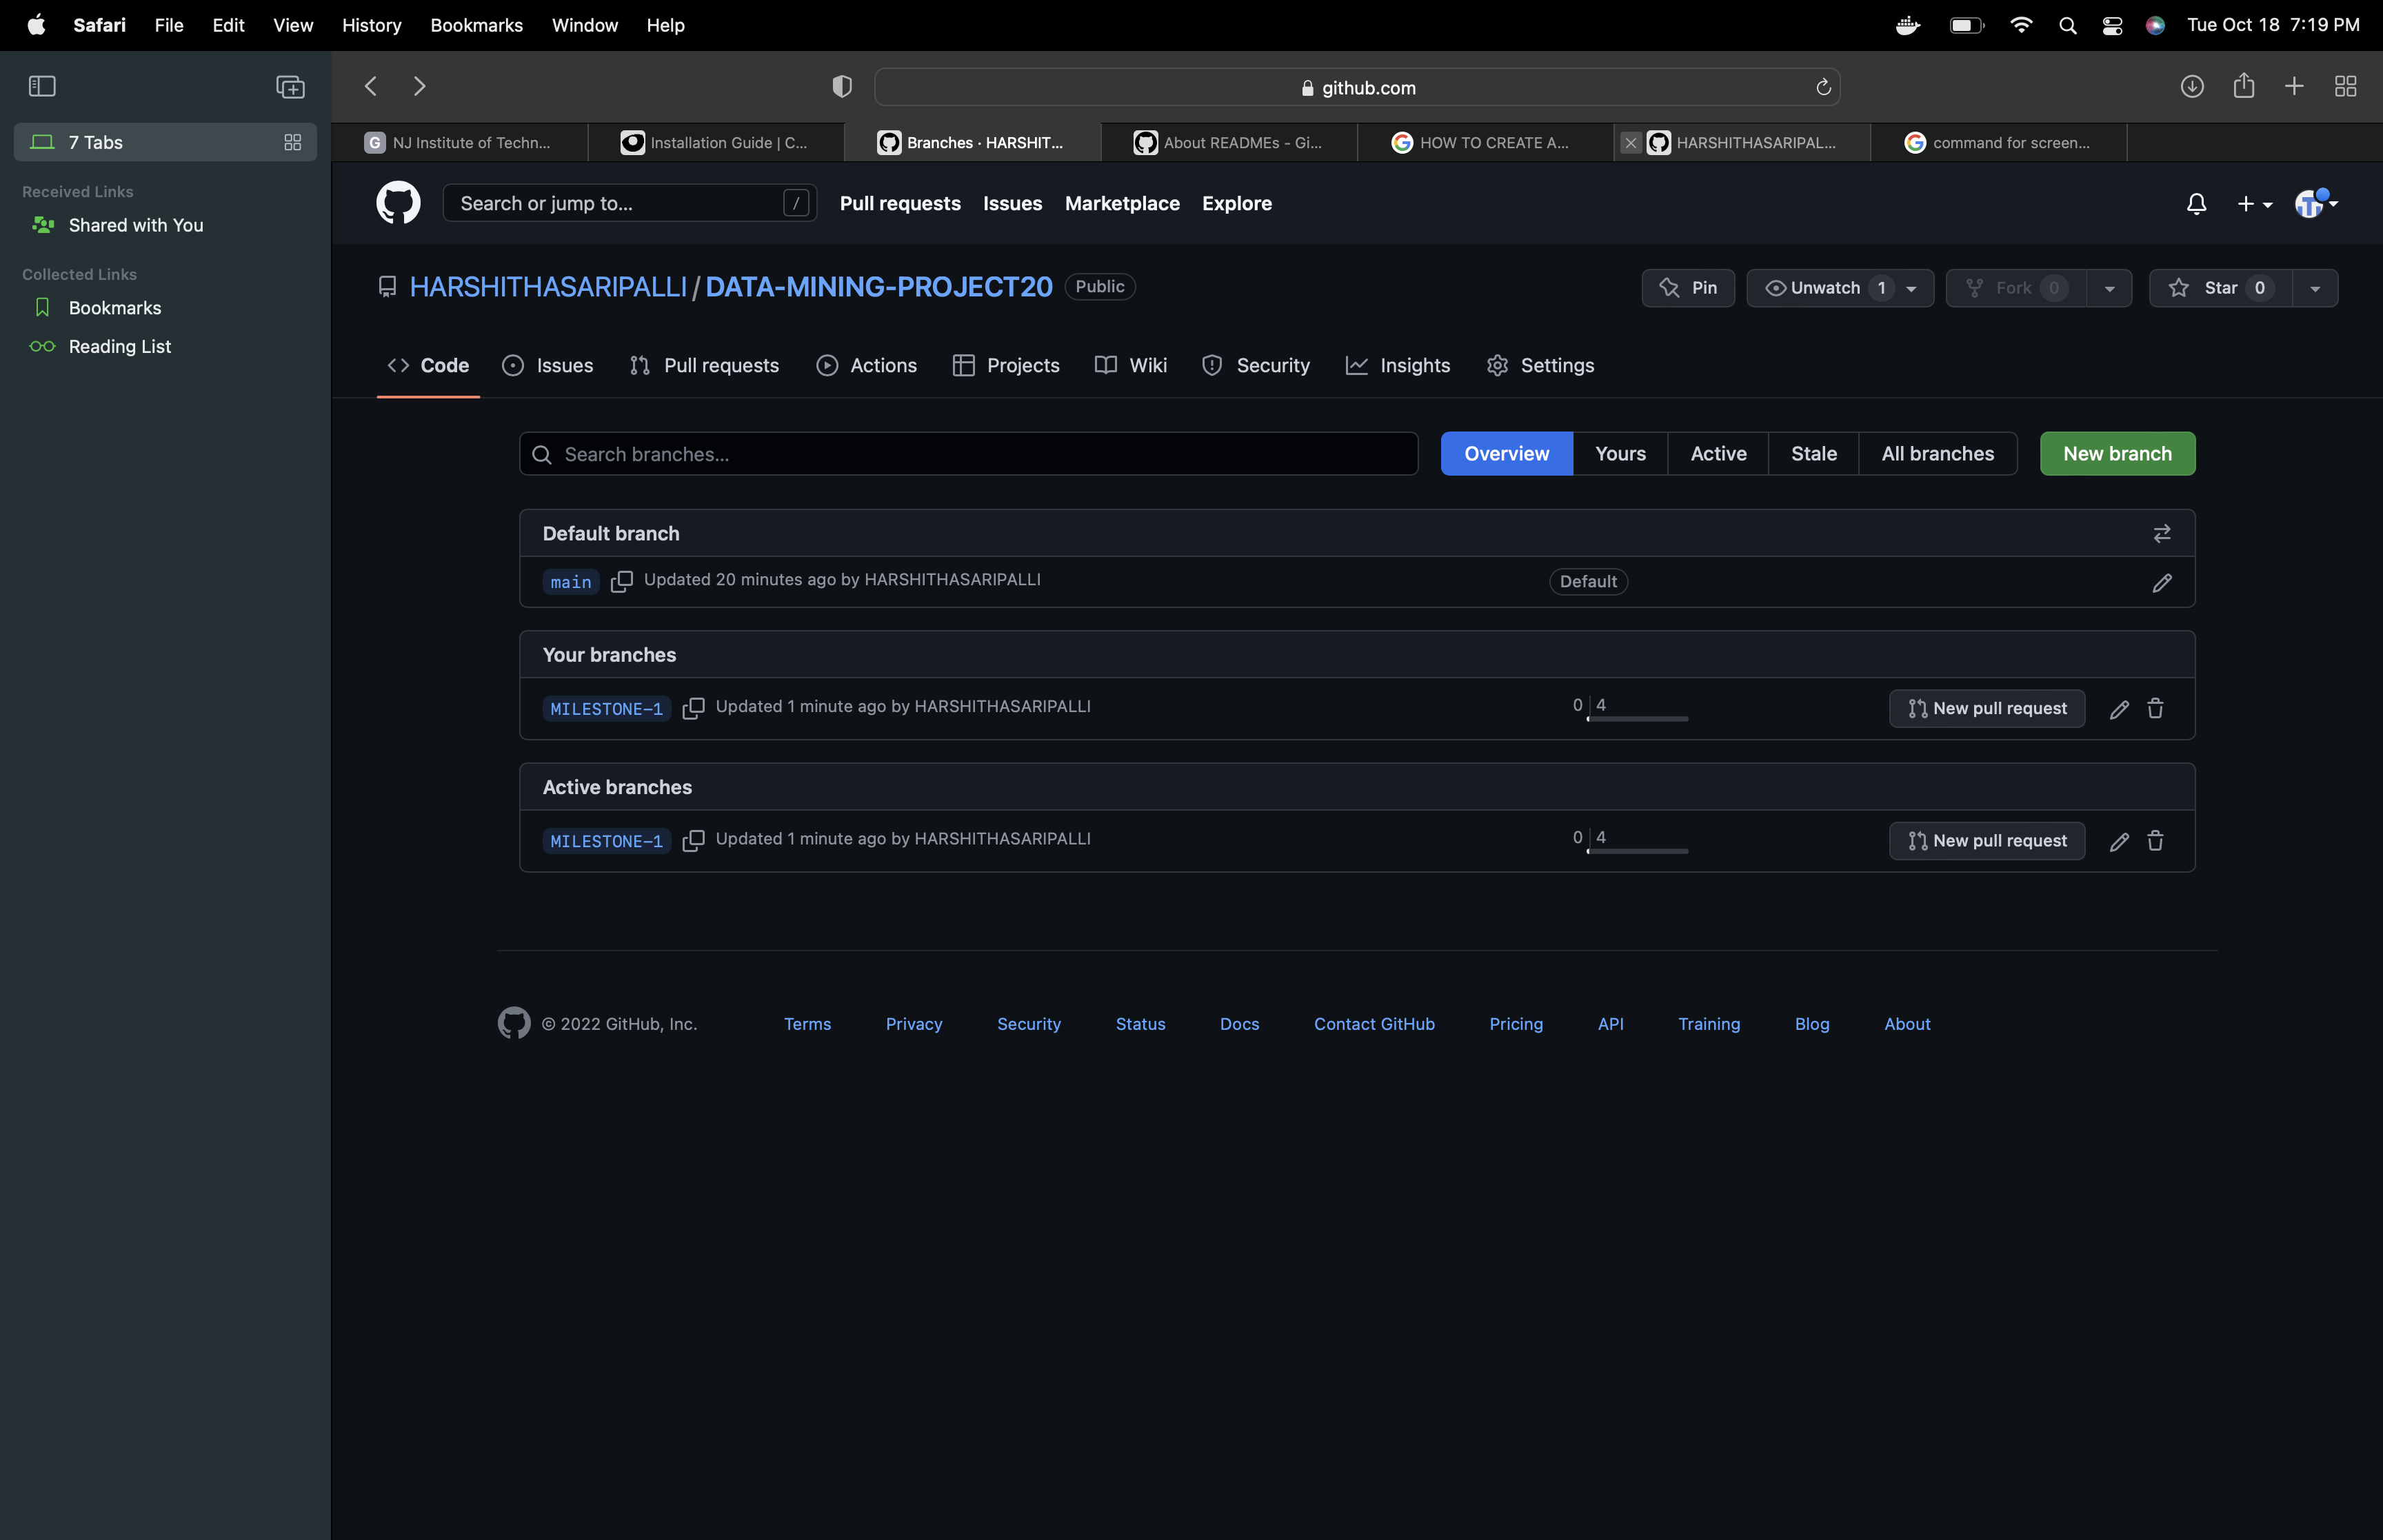 Safari File Edit View History Bookmarks Window Help Tue Oct 18 7:19 PM
github.com
7 Tabs
G NJ Institute of Techn... Installation Guide | C... Branches · HARSHIT... About READMEs - Gi... HOW TO CREATE A... HARSHITHASARIPAL... command for screen...
Received Links
Shared with You
Collected Links
Bookmarks
Reading List
Search or jump to... / Pull requests Issues Marketplace Explore
HARSHITHASARIPALLI / DATA-MINING-PROJECT20 Public Pin Unwatch 1 Fork 0 Star 0
Code Issues Pull requests Actions Projects Wiki Security Insights Settings
Search branches... Overview Yours Active Stale All branches New branch
Default branch
main Updated 20 minutes ago by HARSHITHASARIPALLI Default
Your branches
MILESTONE-1 Updated 1 minute ago by HARSHITHASARIPALLI 0 | 4 New pull request
Active branches
MILESTONE-1 Updated 1 minute ago by HARSHITHASARIPALLI 0 | 4 New pull request
© 2022 GitHub, Inc. Terms Privacy Security Status Docs Contact GitHub Pricing API Training Blog About